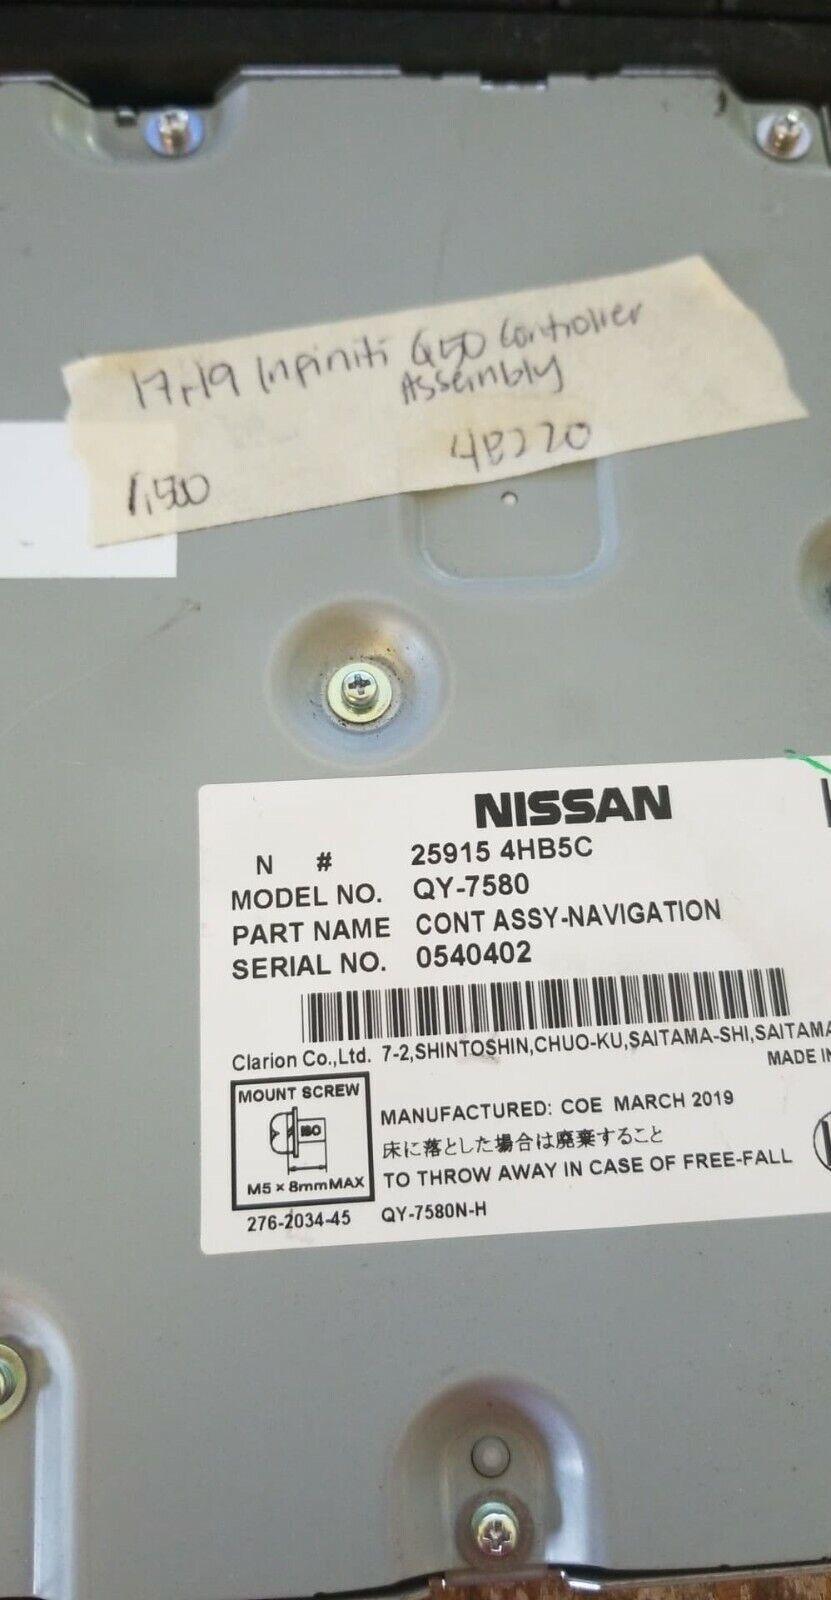 17-19 Infiniti Q50 Controller
Assembly
1,500
48220
NISSAN
N # 25915 4HB5C
MODEL NO. QY-7580
PART NAME CONT ASSY-NAVIGATION
SERIAL NO. 0540402
Clarion Co.,Ltd. 7-2,SHINTOSHIN,CHUO-KU,SAITAMA-SHI,SAITAMA
MADE IN
MOUNT SCREW
ISO
M5 × 8mmMAX
MANUFACTURED: COE MARCH 2019
床に落とした場合は廃棄すること
TO THROW AWAY IN CASE OF FREE-FALL
276-2034-45 QY-7580N-H